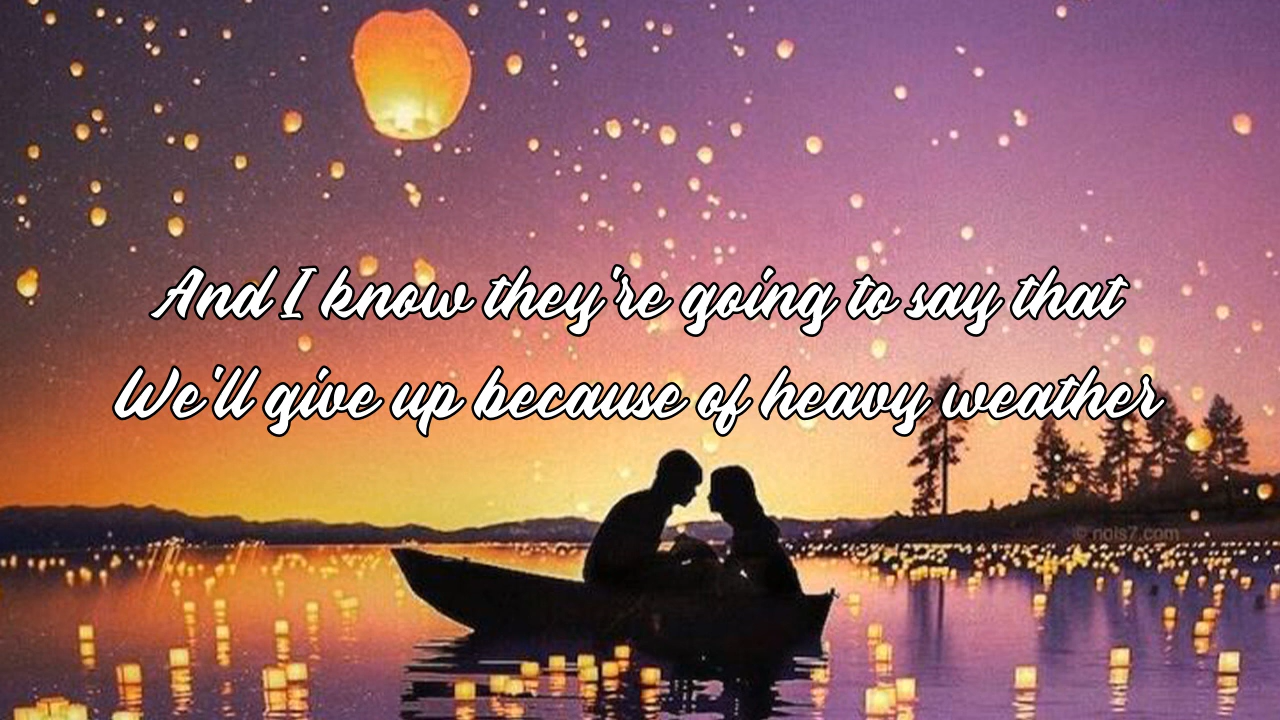 And I know they're going to say that
We'll give up because of heavy weather
© nois7.com